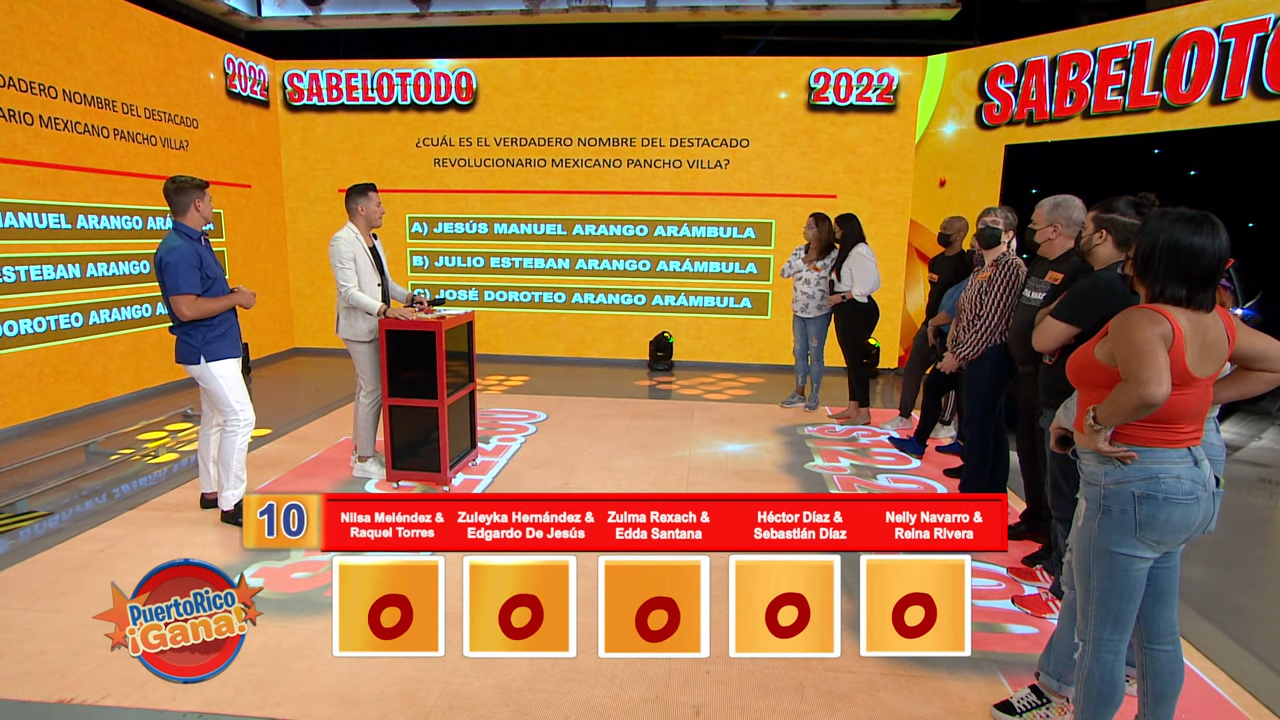 2022
SABELOTODO
2022
SABELOTO
DADERO NOMBRE DEL DESTACADO
ARIO MEXICANO PANCHO VILLA?
¿CUÁL ES EL VERDADERO NOMBRE DEL DESTACADO
REVOLUCIONARIO MEXICANO PANCHO VILLA?
MANUEL ARANGO ARÁ
ESTEBAN ARANGO
DOROTEO ARANGO A
A) JESÚS MANUEL ARANGO ARÁMBULA
B) JULIO ESTEBAN ARANGO ARÁMBULA
C) JOSÉ DOROTEO ARANGO ARÁMBULA
10
Nilsa Meléndez &
Raquel Torres
Zuleyka Hernández &
Edgardo De Jesús
Zulma Rexach &
Edda Santana
Héctor Díaz &
Sebastián Díaz
Nelly Navarro &
Reina Rivera
0
0
0
0
0
PuertoRico
¡Gana!